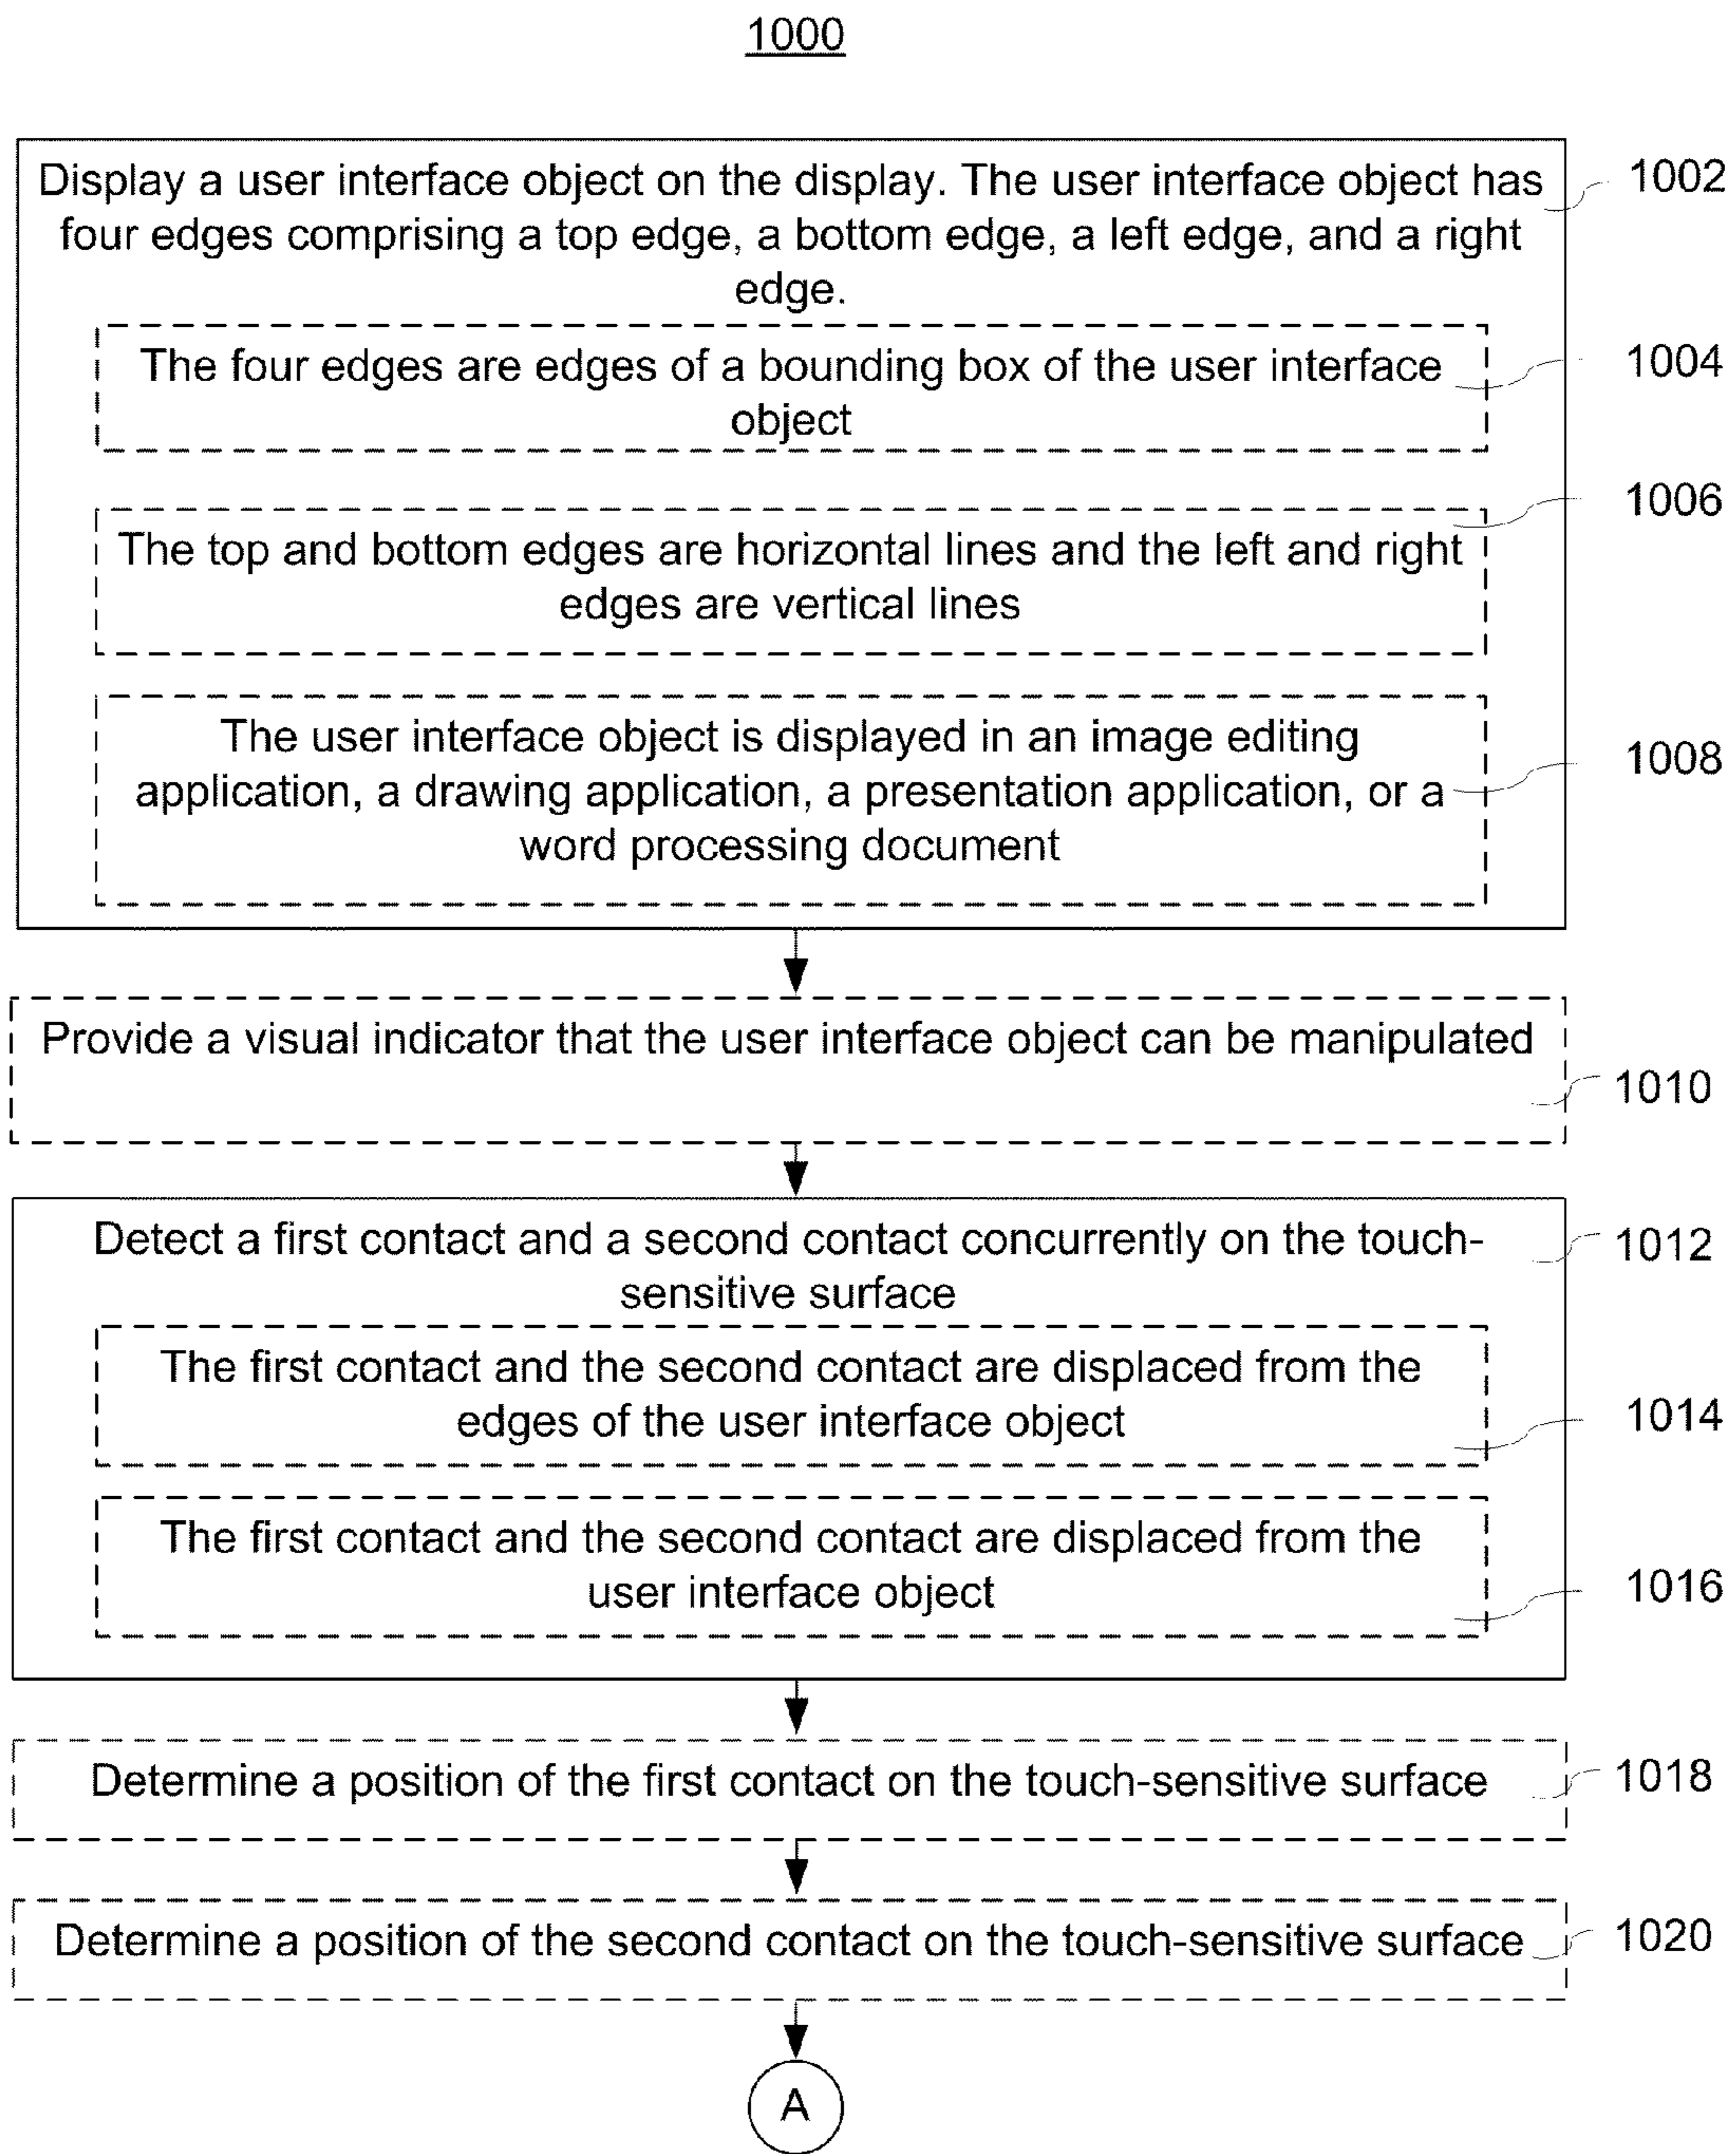 1000
Display a user interface object on the display. The user interface object has
four edges comprising a top edge, a bottom edge, a left edge, and a right
edge.
1002
The four edges are edges of a bounding box of the user interface
object
1004
The top and bottom edges are horizontal lines and the left and right
edges are vertical lines
1006
The user interface object is displayed in an image editing
application, a drawing application, a presentation application, or a
word processing document
1008
Provide a visual indicator that the user interface object can be manipulated
1010
Detect a first contact and a second contact concurrently on the touch-
sensitive surface
1012
The first contact and the second contact are displaced from the
edges of the user interface object
1014
The first contact and the second contact are displaced from the
user interface object
1016
Determine a position of the first contact on the touch-sensitive surface
1018
Determine a position of the second contact on the touch-sensitive surface
1020
A